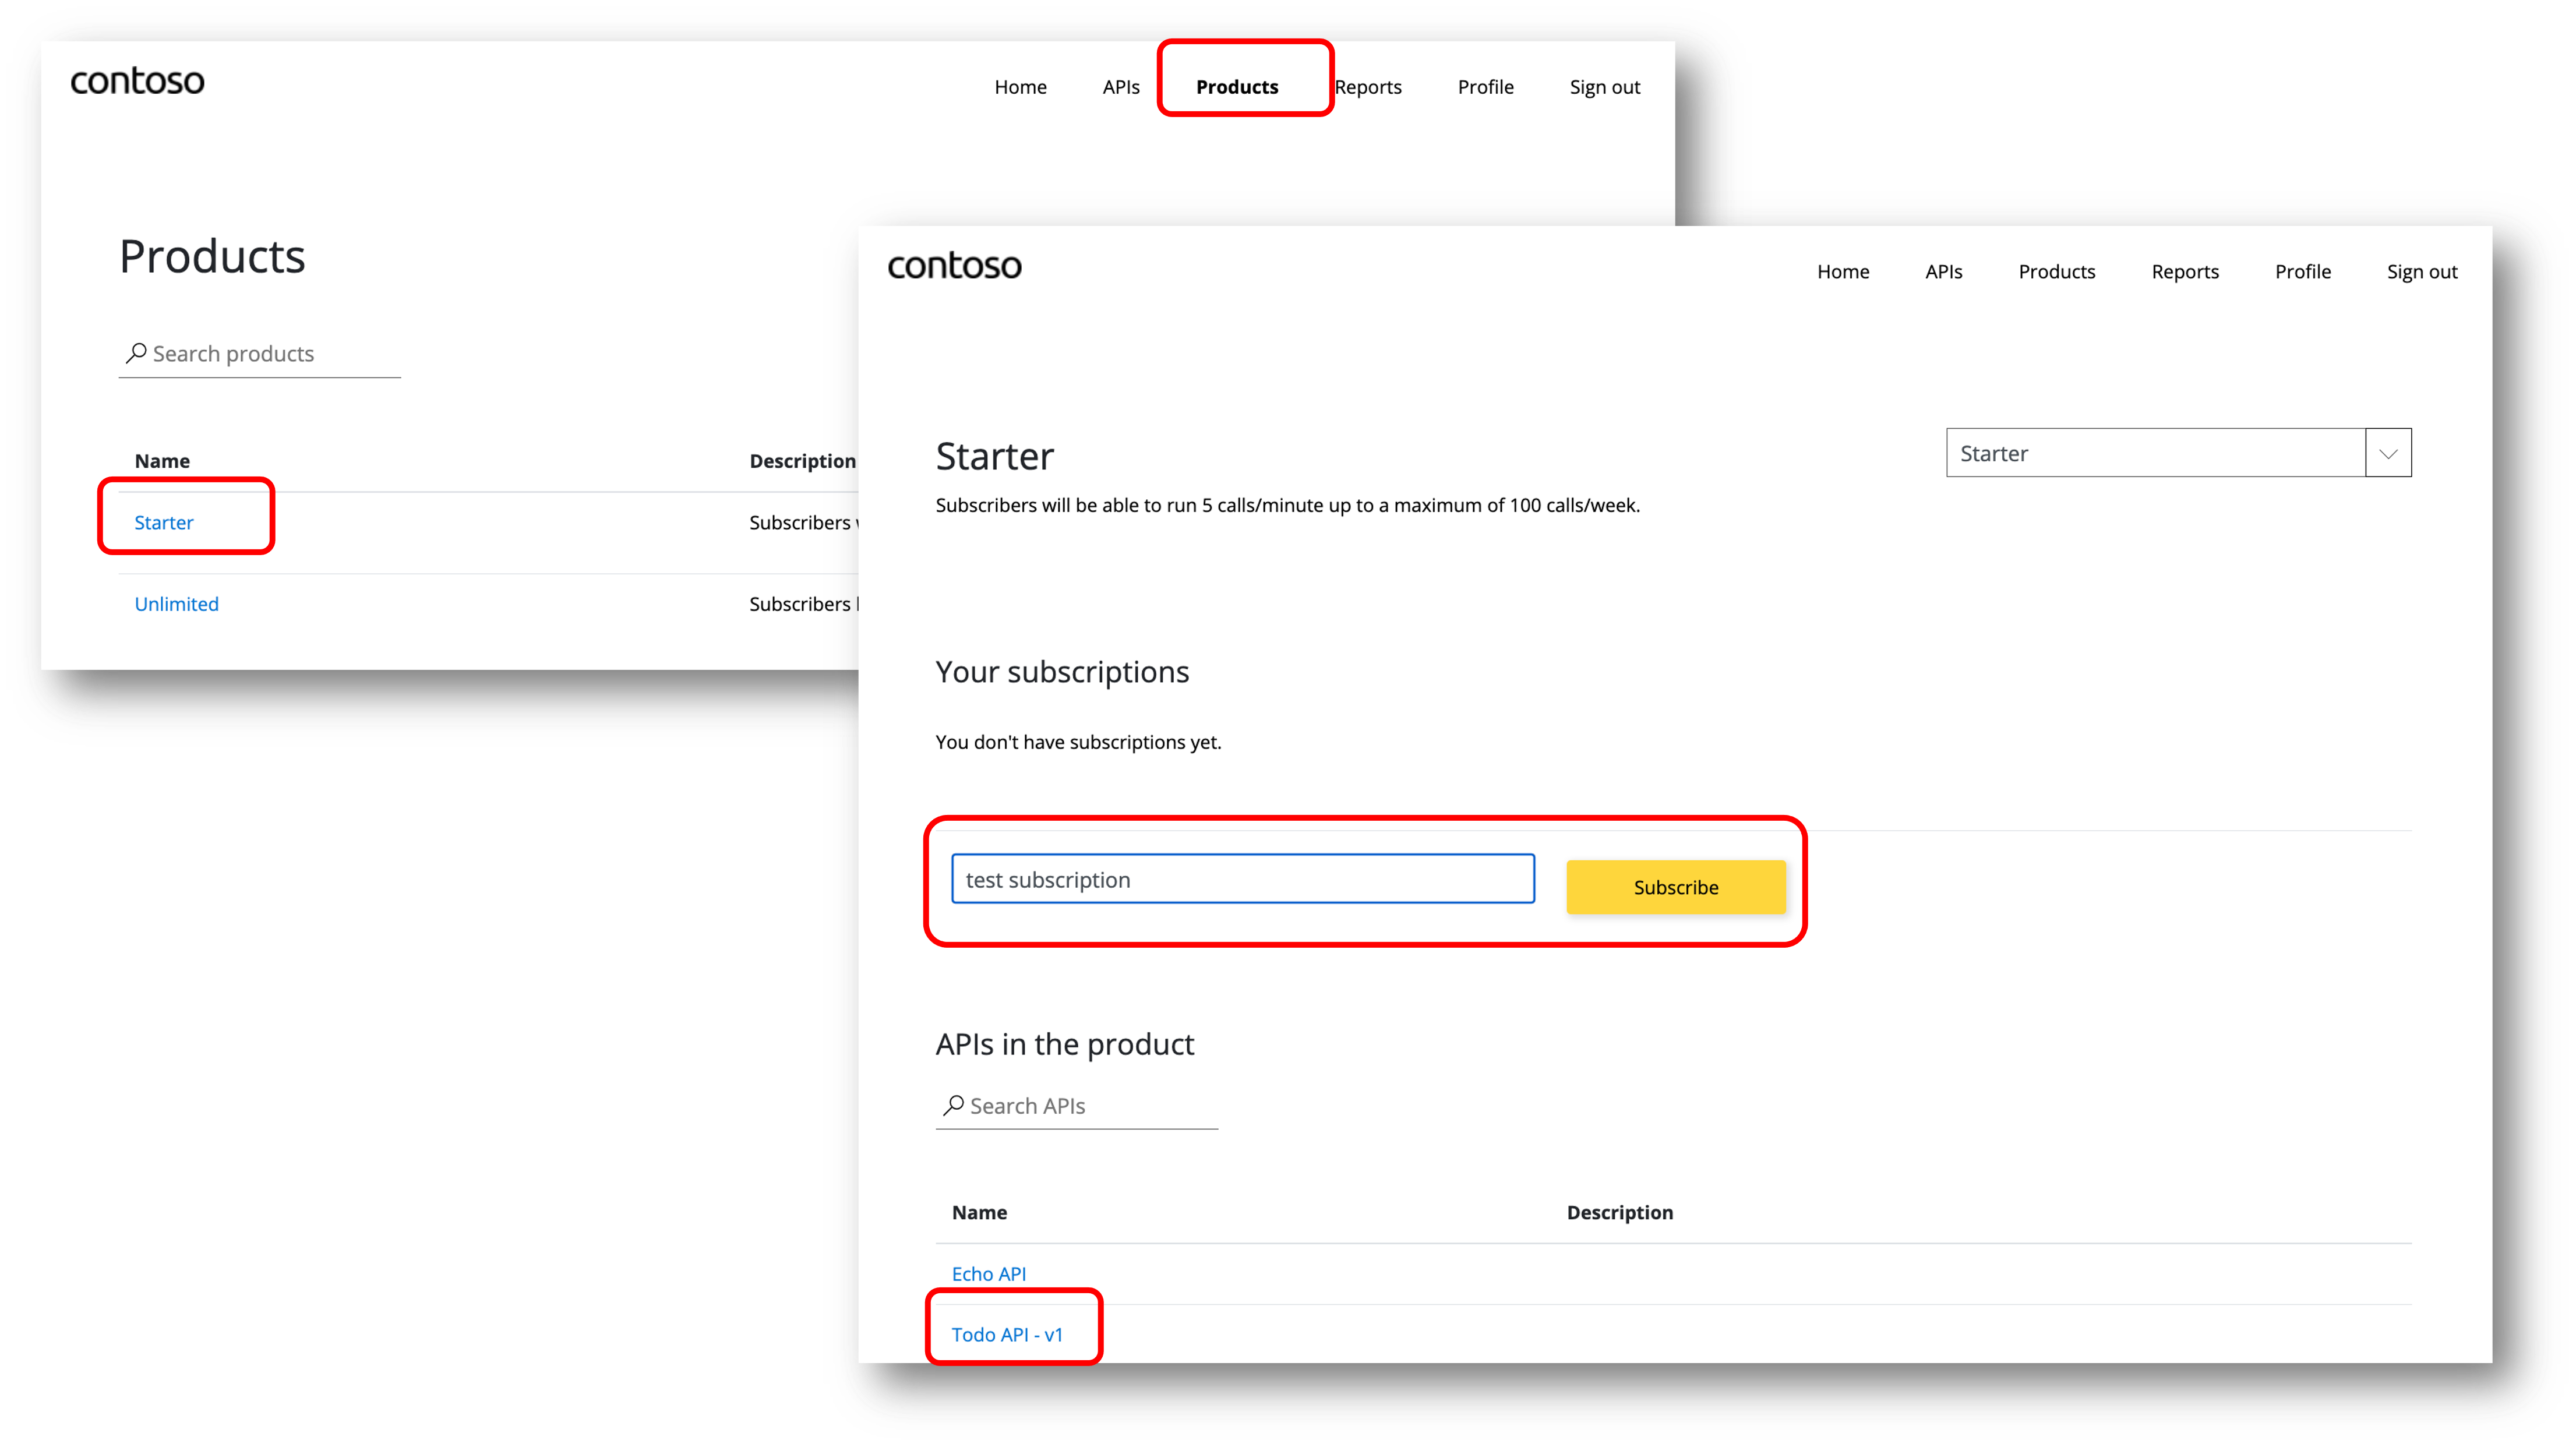 contoso
Home APIs Products Reports Profile Sign out
Products
Search products
Name Description
Starter Subscribers
Unlimited Subscribers
contoso
Home APIs Products Reports Profile Sign out
Starter
Starter
Subscribers will be able to run 5 calls/minute up to a maximum of 100 calls/week.
Your subscriptions
You don't have subscriptions yet.
test subscription Subscribe
APIs in the product
Search APIs
Name Description
Echo API
Todo API - v1